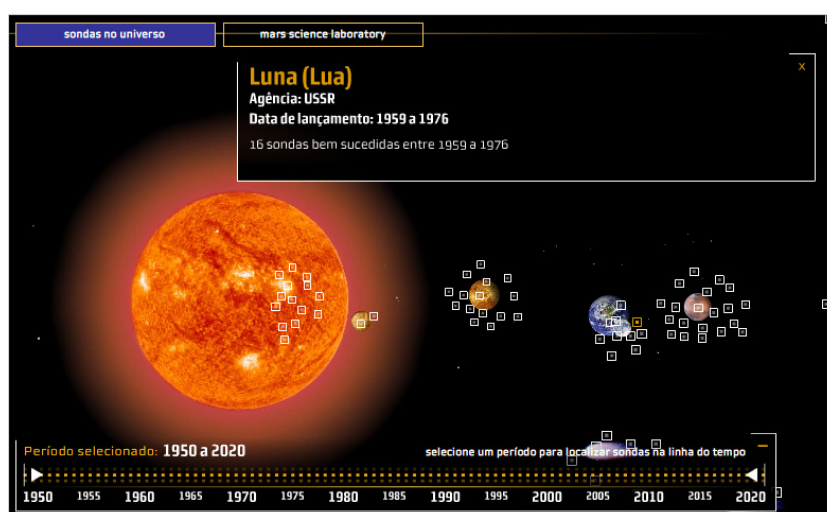 sondas no universo
mars science laboratory
x
Luna (Lua)
Agência: USSR
Data de lançamento: 1959 a 1976
16 sondas bem sucedidas entre 1959 a 1976
Período selecionado: 1950 a 2020
selecione um período para localizar sondas na linha do tempo
1950 1955 1960 1965 1970 1975 1980 1985 1990 1995 2000 2005 2010 2015 2020